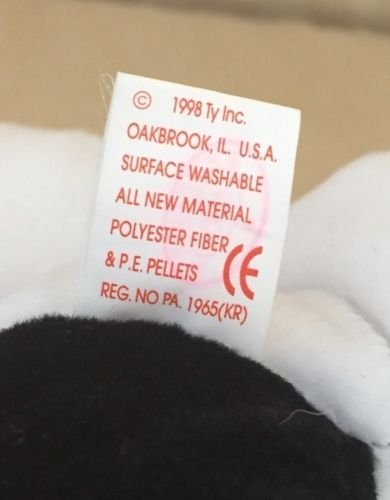 © 1998 Ty Inc.
OAKBROOK, IL. U.S.A.
SURFACE WASHABLE
ALL NEW MATERIAL
POLYESTER FIBER
& P.E. PELLETS CE
REG. NO PA. 1965(KR)